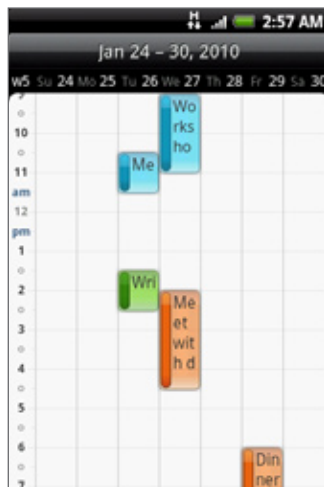 H 2:57 AM
Jan 24 – 30, 2010
w5 Su 24 Mo 25 Tu 26 We 27 Th 28 Fr 29 Sa 30
9
Wo
10
rks
ho
11
Me
am
12
pm
1
2
Wri
Me
3
et
wit
4
h d
5
6
Din
7
ner